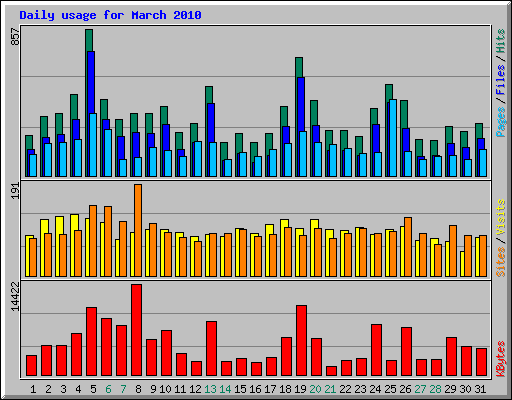 Daily usage for March 2010
857
Pages / Files / Hits
191
Sites / Visits
14422
KBytes
1 2 3 4 5 6 7 8 9 10 11 12 13 14 15 16 17 18 19 20 21 22 23 24 25 26 27 28 29 30 31